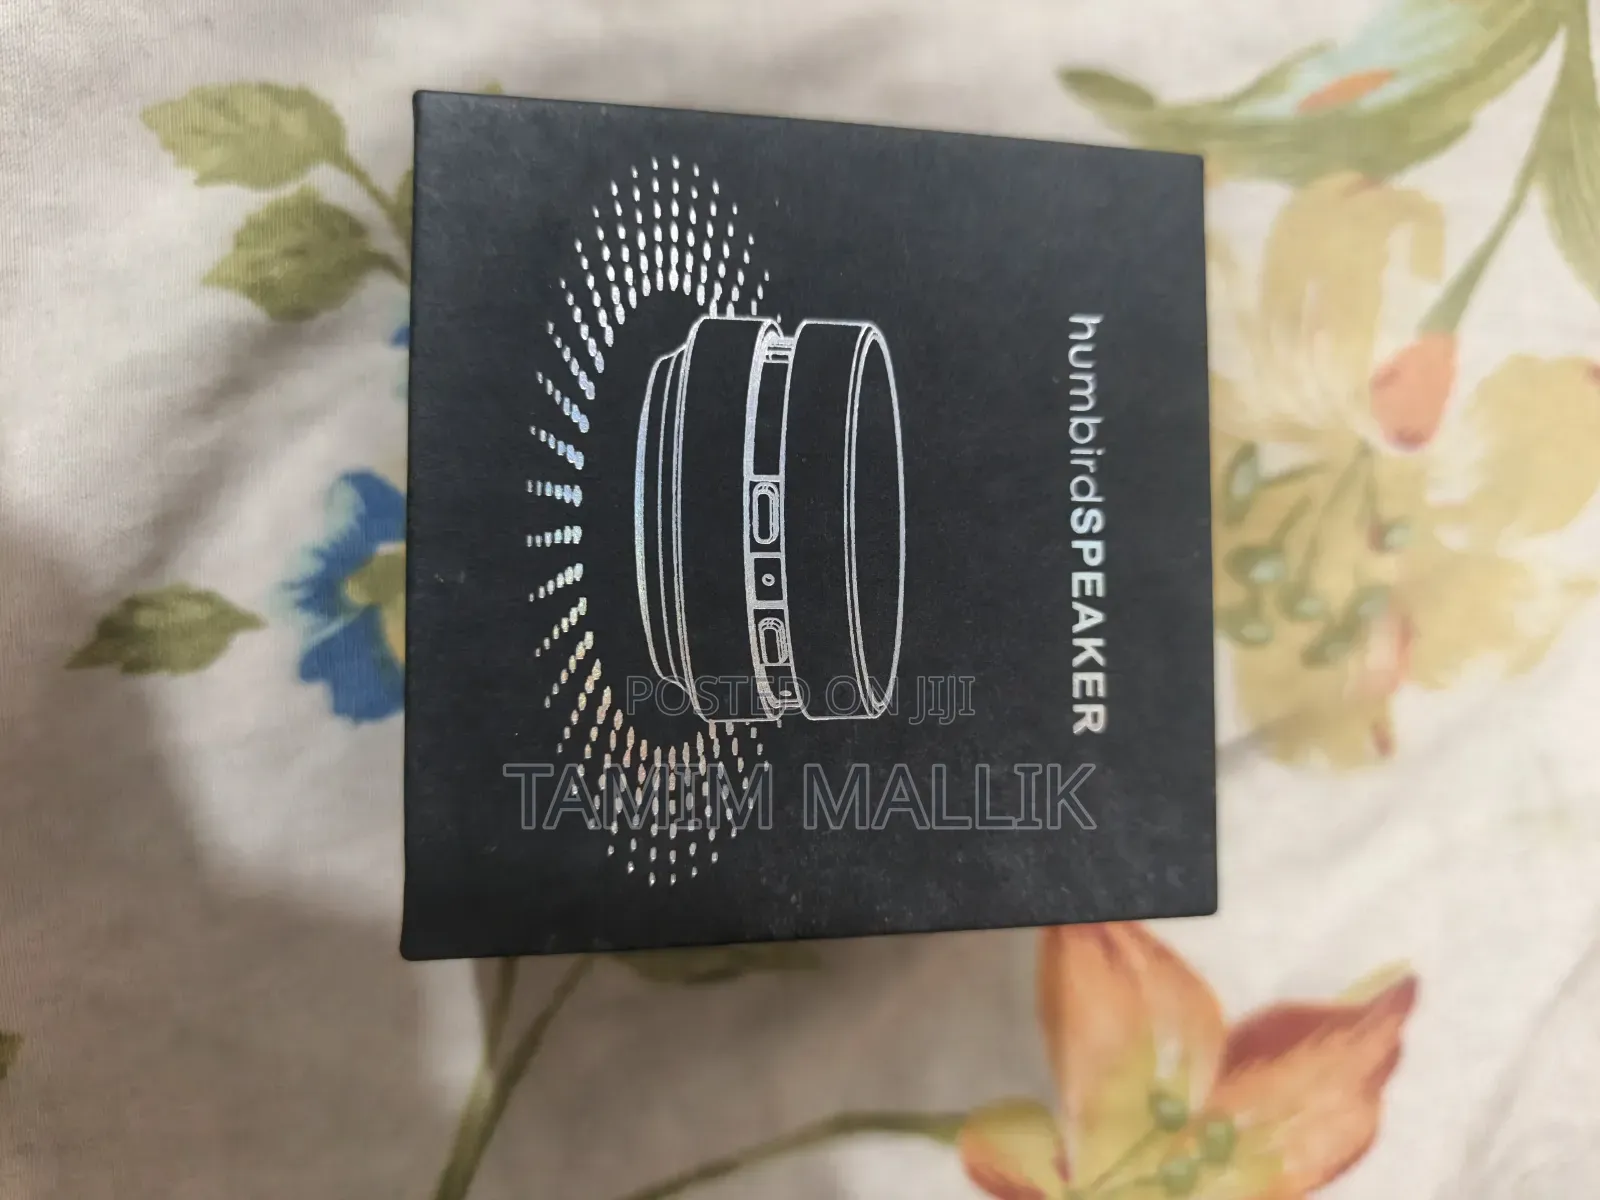 humbirdSPEAKER
POSTED ON JIJI
TAMIM MALLIK